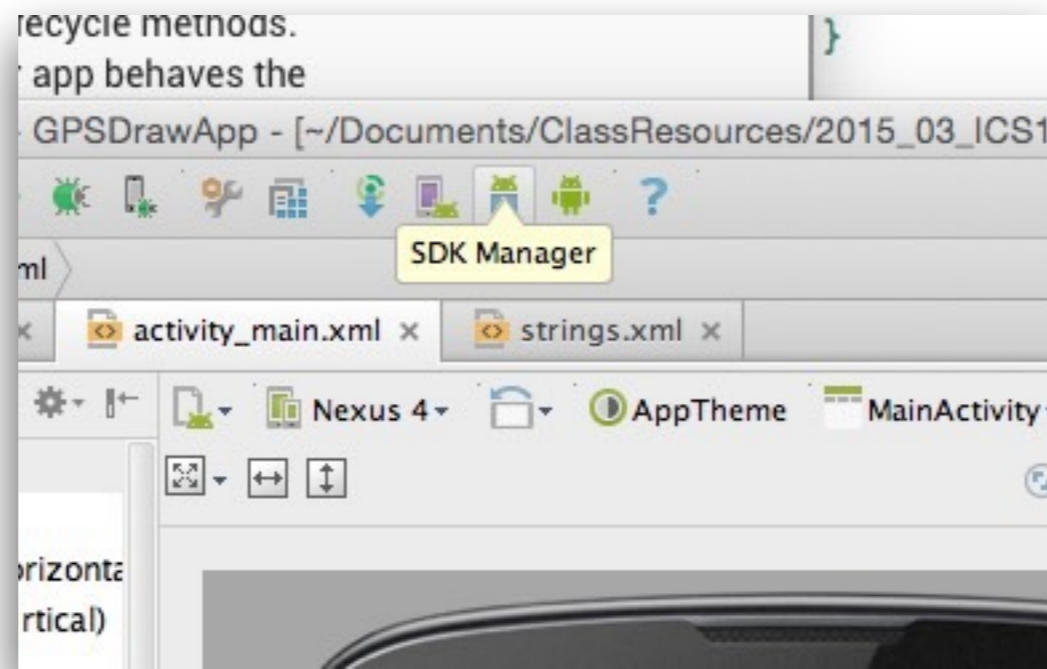 recycle methods.
}
app behaves the
- GPSDrawApp - [~/Documents/ClassResources/2015_03_ICS1
?
SDK Manager
ml
activity_main.xml ×
strings.xml ×
Nexus 4
AppTheme
MainActivity
orizonta
rtical)